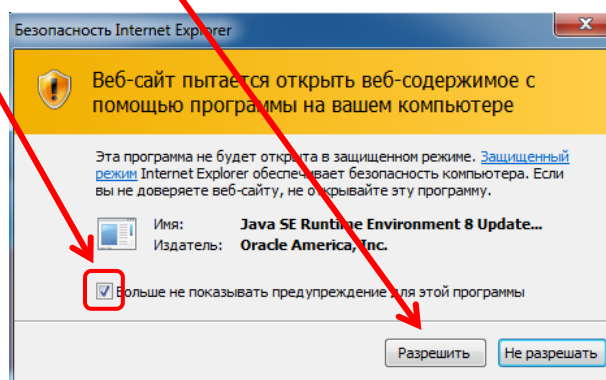 Безопасность Internet Explorer
Веб-сайт пытается открыть веб-содержимое с
помощью программы на вашем компьютере
Эта программа не будет открыта в защищенном режиме. Защищенный
режим Internet Explorer обеспечивает безопасность компьютера. Если
вы не доверяете веб-сайту, не открывайте эту программу.
Имя: Java SE Runtime Environment 8 Update...
Издатель: Oracle America, Inc.
Больше не показывать предупреждение для этой программы
Разрешить Не разрешать